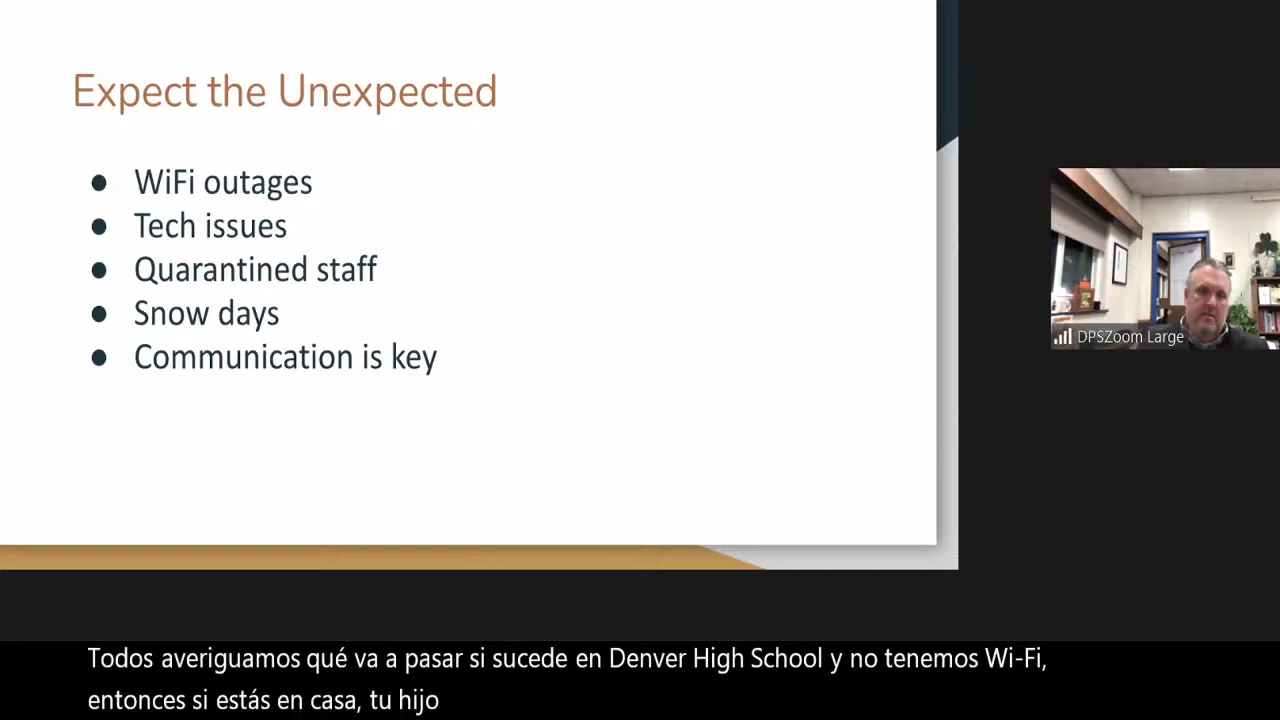 Expect the Unexpected
● WiFi outages
● Tech issues
● Quarantined staff
● Snow days
● Communication is key
DPSZoom Large
Todos averiguamos qué va a pasar si sucede en Denver High School y no tenemos Wi-Fi,
entonces si estás en casa, tu hijo